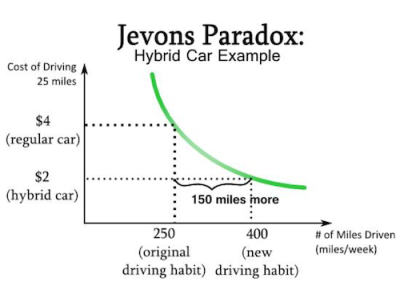 Jevons Paradox:
Hybrid Car Example
Cost of Driving
25 miles
$4
(regular car)
$2
(hybrid car)
150 miles more
250
(original
driving habit)
400
(new
driving habit)
# of Miles Driven
(miles/week)